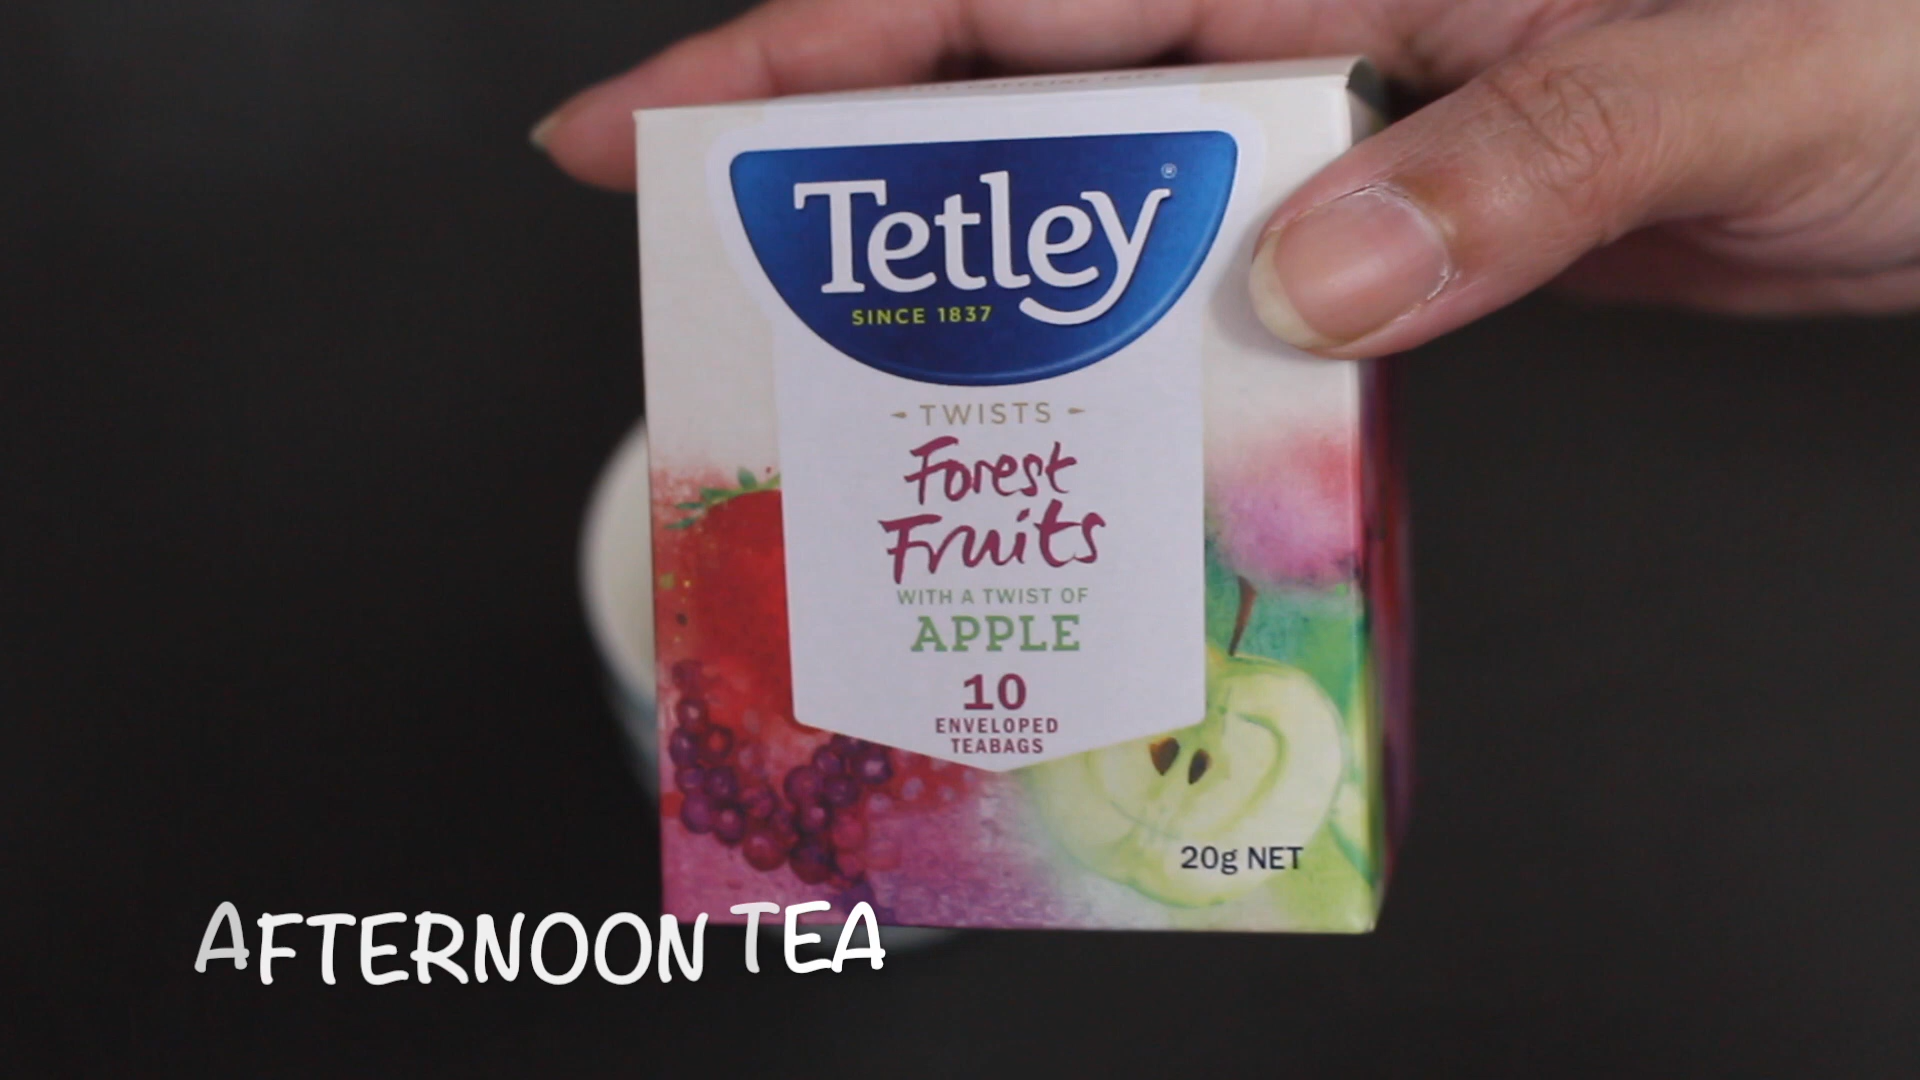 Tetley®
SINCE 1837
TWISTS
Forest
Fruits
WITH A TWIST OF
APPLE
10
ENVELOPED
TEABAGS
20g NET
AFTERNOON TEA